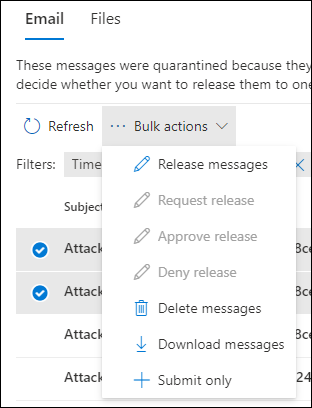 Email Files
These messages were quarantined because they
decide whether you want to release them to one
Refresh ··· Bulk actions
Filters: Time
Release messages
Subject
Request release
Approve release
Attack
Deny release
Attack
Delete messages
Attack
Download messages
Attack 24
Submit only